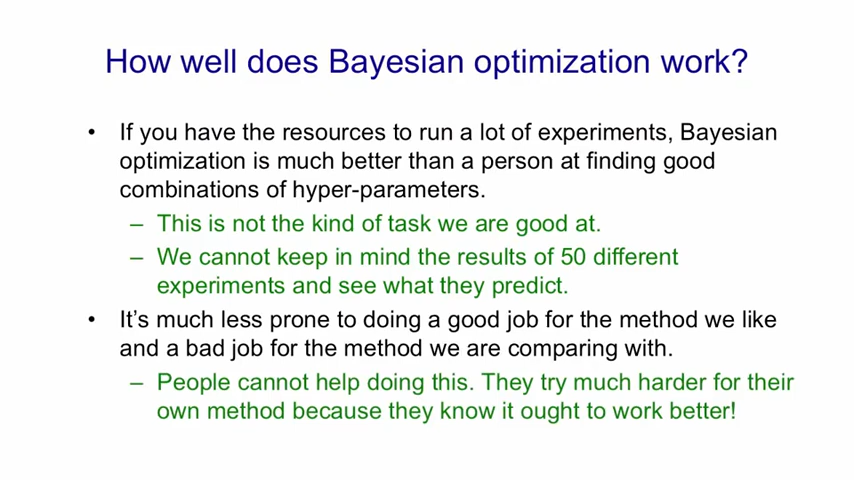 How well does Bayesian optimization work?
• If you have the resources to run a lot of experiments, Bayesian
optimization is much better than a person at finding good
combinations of hyper-parameters.
– This is not the kind of task we are good at.
– We cannot keep in mind the results of 50 different
experiments and see what they predict.
• It's much less prone to doing a good job for the method we like
and a bad job for the method we are comparing with.
– People cannot help doing this. They try much harder for their
own method because they know it ought to work better!